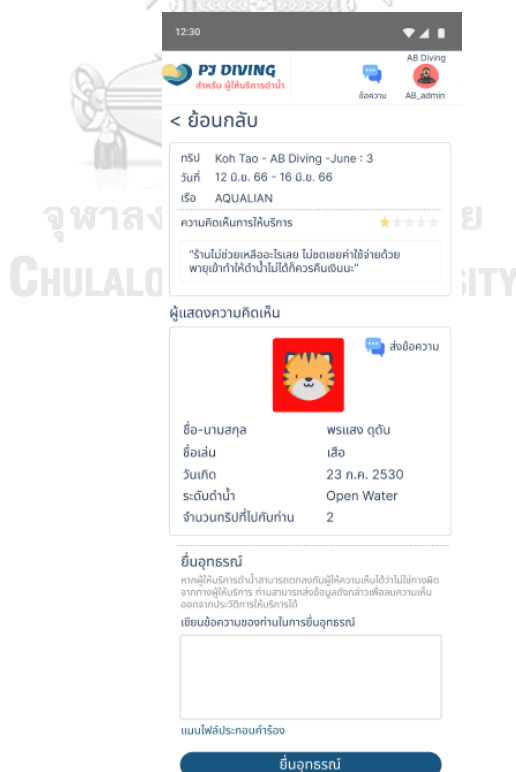 12:30
PJ DIVING
สำหรับ ผู้ให้บริการดำน้ำ
ข้อความ
AB Diving
AB_admin
< ย้อนกลับ
ทริป Koh Tao - AB Diving -June : 3
วันที่ 12 มิ.ย. 66 - 16 มิ.ย. 66
เรือ AQUALIAN
ความคิดเห็นการให้บริการ
"ร้านไม่ช่วยเหลืออะไรเลย ไม่ชดเชยค่าใช้จ่ายด้วย
พายุเข้าทำให้ดำน้ำไม่ได้ก็ควรคืนเงินนะ"
ผู้แสดงความคิดเห็น
ส่งข้อความ
ชื่อ-นามสกุล พรแสง ดุดัน
ชื่อเล่น เสือ
วันเกิด 23 ก.ค. 2530
ระดับดำน้ำ Open Water
จำนวนทริปที่ไปกับท่าน 2
ยื่นอุทธรณ์
หากผู้ให้บริการดำน้ำสามารถตกลงกับผู้ให้ความเห็นได้ว่าไม่ใช่ทางผิด
จากทางผู้ให้บริการ ท่านสามารถส่งข้อมูลดังกล่าวเพื่อลบความเห็น
ออกจากประวัติการให้บริการได้
เขียนข้อความของท่านในการยื่นอุทธรณ์
แนบไฟล์ประกอบคำร้อง
ยื่นอุทธรณ์